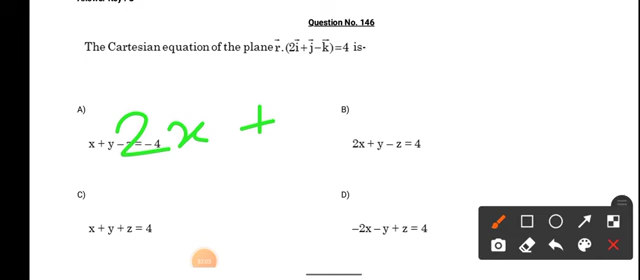 Question No. 146
The Cartesian equation of the plane r⃗.(2i⃗+j⃗−k⃗)=4 is-
A)
B)
2x +
x + y − = − 4
2x + y − z = 4
C)
D)
x + y + z = 4
−2x − y + z = 4